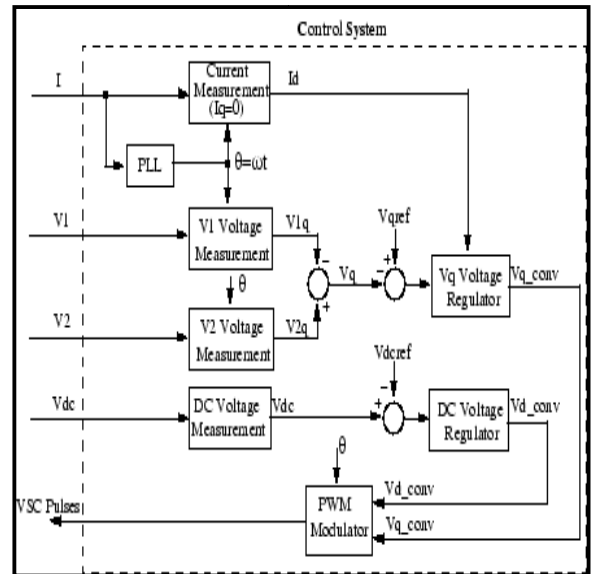 Control System
I
Current
Measurement
(Iq=0)
Id
PLL
θ=ωt
V1
V1 Voltage
Measurement
V1q
Vqref
-
+
-
Vq
Vq Voltage
Regulator
Vq_conv
θ
+
V2
V2 Voltage
Measurement
V2q
Vdcref
-
+
Vdc
DC Voltage
Measurement
Vdc
DC Voltage
Regulator
Vd_conv
θ
PWM
Modulator
Vd_conv
Vq_conv
VSC Pulses